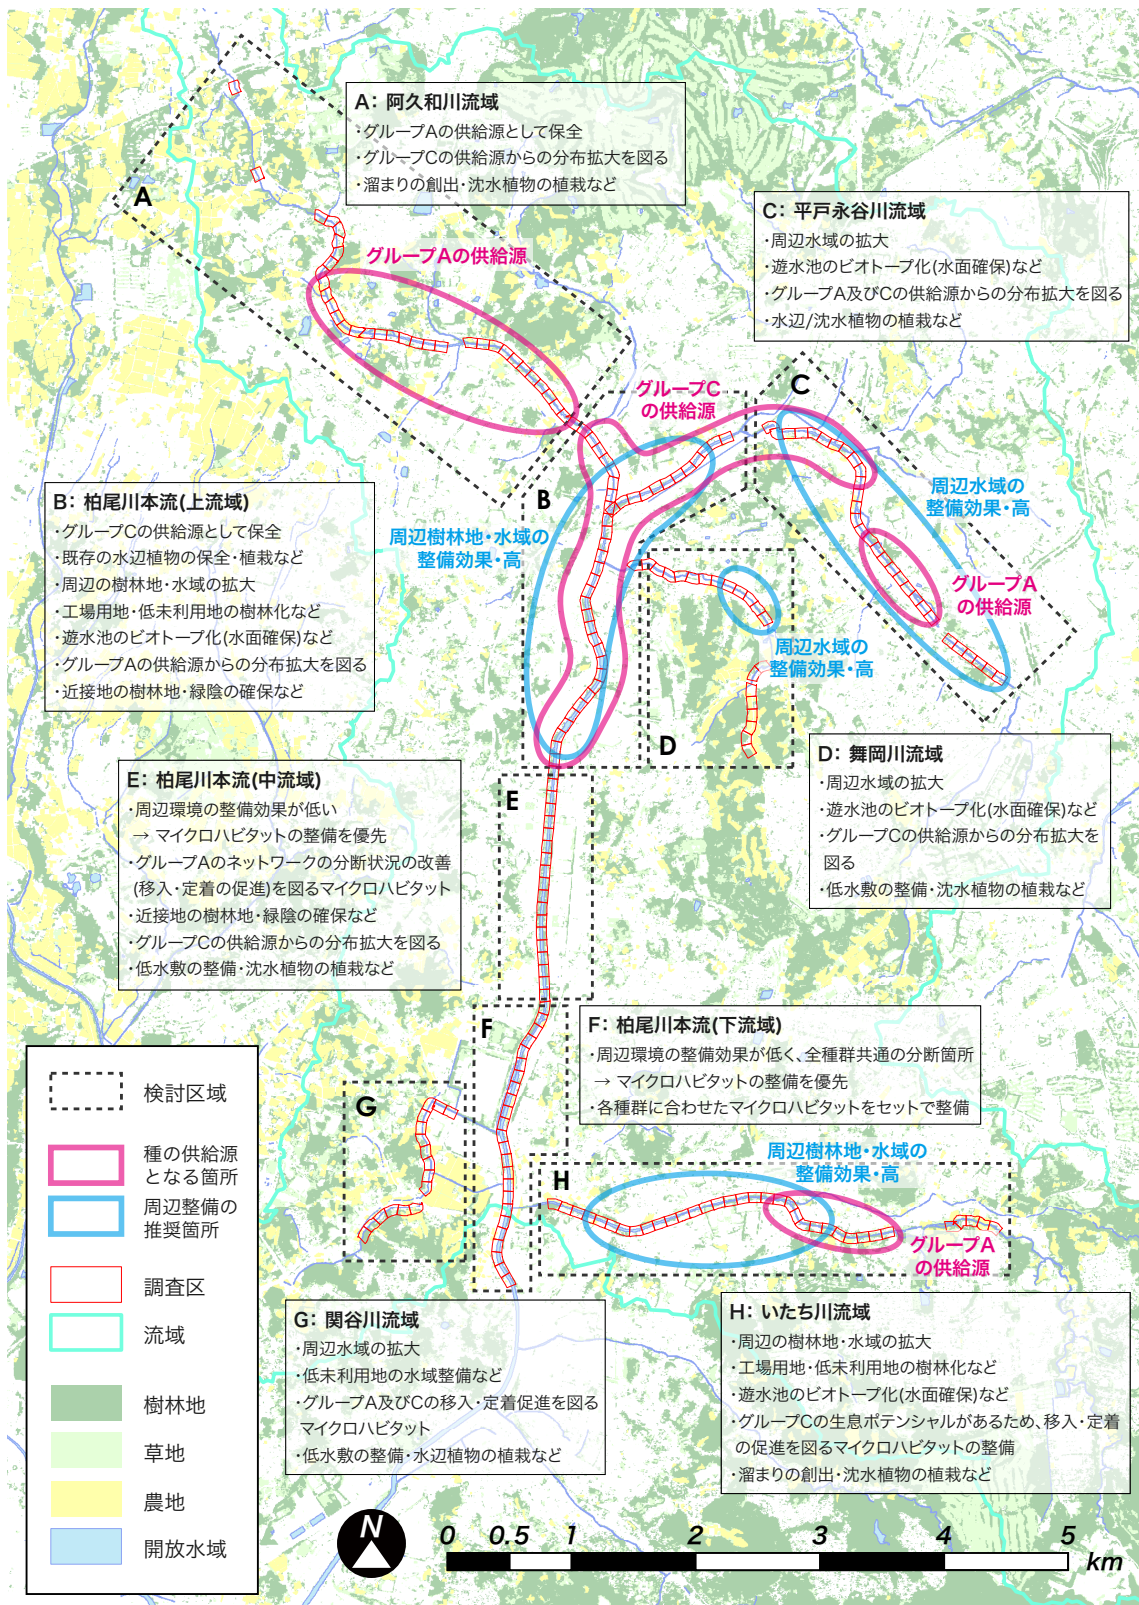 A: 阿久和川流域
・グループAの供給源として保全
・グループCの供給源からの分布拡大を図る
・溜まりの創出・沈水植物の植栽など
A
グループAの供給源
C: 平戸永谷川流域
・周辺水域の拡大
・遊水池のビオトープ化(水面確保)など
・グループA及びCの供給源からの分布拡大を図る
・水辺/沈水植物の植栽など
グループC
の供給源
C
B: 柏尾川本流(上流域)
・グループCの供給源として保全
・既存の水辺植物の保全・植栽など
・周辺の樹林地・水域の拡大
・工場用地・低未利用地の樹林化など
・遊水池のビオトープ化(水面確保)など
・グループAの供給源からの分布拡大を図る
・近接地の樹林地・緑陰の確保など
B
周辺樹林地・水域の
整備効果・高
周辺水域の
整備効果・高
グループA
の供給源
周辺水域の
整備効果・高
D
D: 舞岡川流域
・周辺水域の拡大
・遊水池のビオトープ化(水面確保)など
・グループCの供給源からの分布拡大を
図る
・低水敷の整備・沈水植物の植栽など
E: 柏尾川本流(中流域)
・周辺環境の整備効果が低い
→ マイクロハビタットの整備を優先
・グループAのネットワークの分断状況の改善
(移入・定着の促進)を図るマイクロハビタット
・近接地の樹林地・緑陰の確保など
・グループCの供給源からの分布拡大を図る
・低水敷の整備・沈水植物の植栽など
E
F
F: 柏尾川本流(下流域)
・周辺環境の整備効果が低く、全種群共通の分断箇所
→ マイクロハビタットの整備を優先
・各種群に合わせたマイクロハビタットをセットで整備
G
周辺樹林地・水域の
整備効果・高
H
グループA
の供給源
検討区域
種の供給源
となる箇所
周辺整備の
推奨箇所
調査区
流域
樹林地
草地
農地
開放水域
G: 関谷川流域
・周辺水域の拡大
・低未利用地の水域整備など
・グループA及びCの移入・定着促進を図る
マイクロハビタット
・低水敷の整備・水辺植物の植栽など
H: いたち川流域
・周辺の樹林地・水域の拡大
・工場用地・低未利用地の樹林化など
・遊水池のビオトープ化(水面確保)など
・グループCの生息ポテンシャルがあるため、移入・定着
の促進を図るマイクロハビタットの整備
・溜まりの創出・沈水植物の植栽など
N
0 0.5 1 2 3 4 5
km